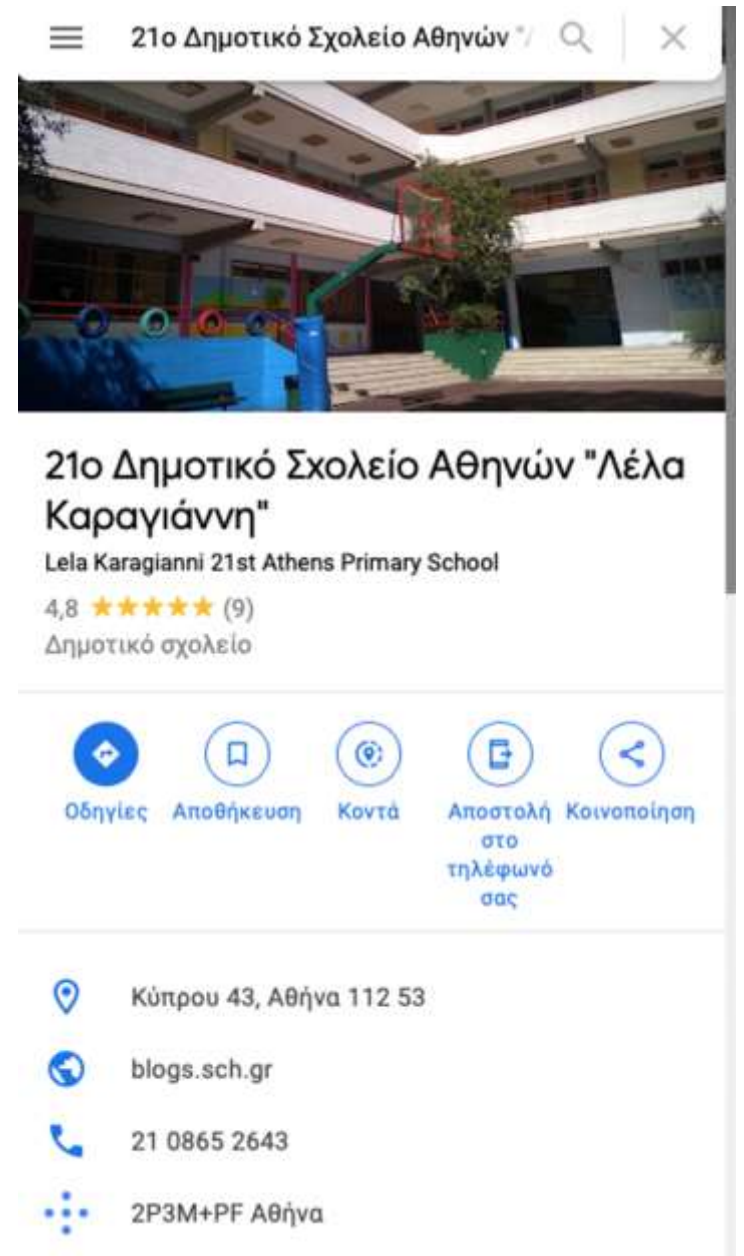 21ο Δημοτικό Σχολείο Αθηνών "
21ο Δημοτικό Σχολείο Αθηνών "Λέλα
Καραγιάννη"
Lela Karagianni 21st Athens Primary School
4,8 (9)
Δημοτικό σχολείο
Οδηγίες Αποθήκευση Κοντά Αποστολή Κοινοποίηση
στο
τηλέφωνό
σας
Κύπρου 43, Αθήνα 112 53
blogs.sch.gr
21 0865 2643
2P3M+PF Αθήνα